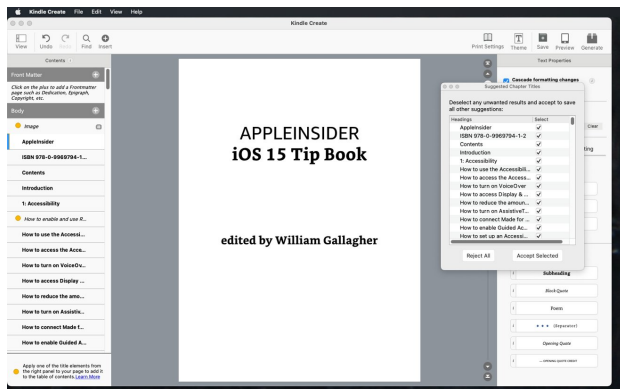 Kindle Create File Edit View Help
Kindle Create
View Undo Redo Find Insert
Print Settings Theme Save Preview Generate
Contents
Front Matter
Click on the plus to add a Frontmatter
page such as Dedication, Epigraph,
Copyright, etc.
Body
Image
AppleInsider
ISBN 978-0-9969794-1...
Contents
Introduction
1: Accessibility
How to enable and use R...
How to use the Accessi...
How to access the Acce...
How to turn on VoiceOv...
How to access Display ...
How to reduce the amo...
How to turn on Assistiv...
How to connect Made f...
How to enable Guided A...
Apply one of the title elements from
the right panel to your page to add it
to the table of contents. Learn More
APPLEINSIDER
iOS 15 Tip Book
edited by William Gallagher
Text Properties
Cascade formatting changes
Suggested Chapter Titles
Deselect any unwanted results and accept to save
all other suggestions:
Headings Select
AppleInsider
ISBN 978-0-9969794-1-2
Contents
Introduction
1: Accessibility
How to use the Accessibili...
How to access the Access...
How to turn on VoiceOver
How to access Display & ...
How to reduce the amoun...
How to turn on AssistiveT...
How to connect Made for ...
How to enable Guided Ac...
How to set up an Accessi...
Reject All Accept Selected
Clear
Subheading
Block Quote
Poem
(Separator)
Opening Quote
— OPENING QUOTE CREDIT